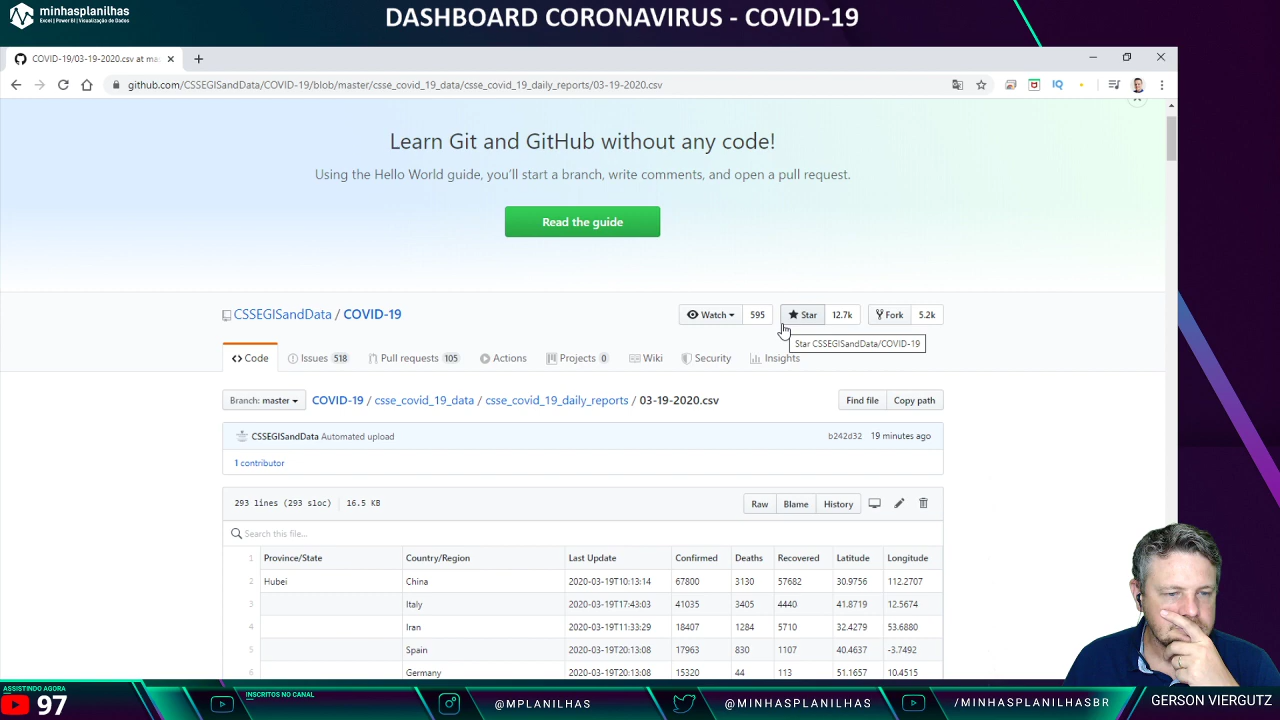 minhasplanilhas
Excel | Power BI | Visualização de Dados
DASHBOARD CORONAVIRUS - COVID-19
COVID-19/03-19-2020.csv at mas
github.com/CSSEGISandData/COVID-19/blob/master/csse_covid_19_data/csse_covid_19_daily_reports/03-19-2020.csv
IQ
Learn Git and GitHub without any code!
Using the Hello World guide, you’ll start a branch, write comments, and open a pull request.
Read the guide
CSSEGISandData / COVID-19
Watch 595 Star 12.7k Fork 5.2k
Star CSSEGISandData/COVID-19
Code Issues 518 Pull requests 105 Actions Projects 0 Wiki Security Insights
Branch: master COVID-19 / csse_covid_19_data / csse_covid_19_daily_reports / 03-19-2020.csv Find file Copy path
CSSEGISandData Automated upload b242d32 19 minutes ago
1 contributor
293 lines (293 sloc) 16.5 KB Raw Blame History
Search this file...
1 Province/State Country/Region Last Update Confirmed Deaths Recovered Latitude Longitude
2 Hubei China 2020-03-19T10:13:14 67800 3130 57682 30.9756 112.2707
3 Italy 2020-03-19T17:43:03 41035 3405 4440 41.8719 12.5674
4 Iran 2020-03-19T11:33:29 18407 1284 5710 32.4279 53.6880
5 Spain 2020-03-19T20:13:08 17963 830 1107 40.4637 -3.7492
6 Germany 2020-03-19T20:13:08 15320 44 113 51.1657 10.4515
ASSISTINDO AGORA
97
INSCRITOS NO CANAL
@MPLANILHAS
@MINHASPLANILHAS
/MINHASPLANILHASBR
GERSON VIERGUTZ